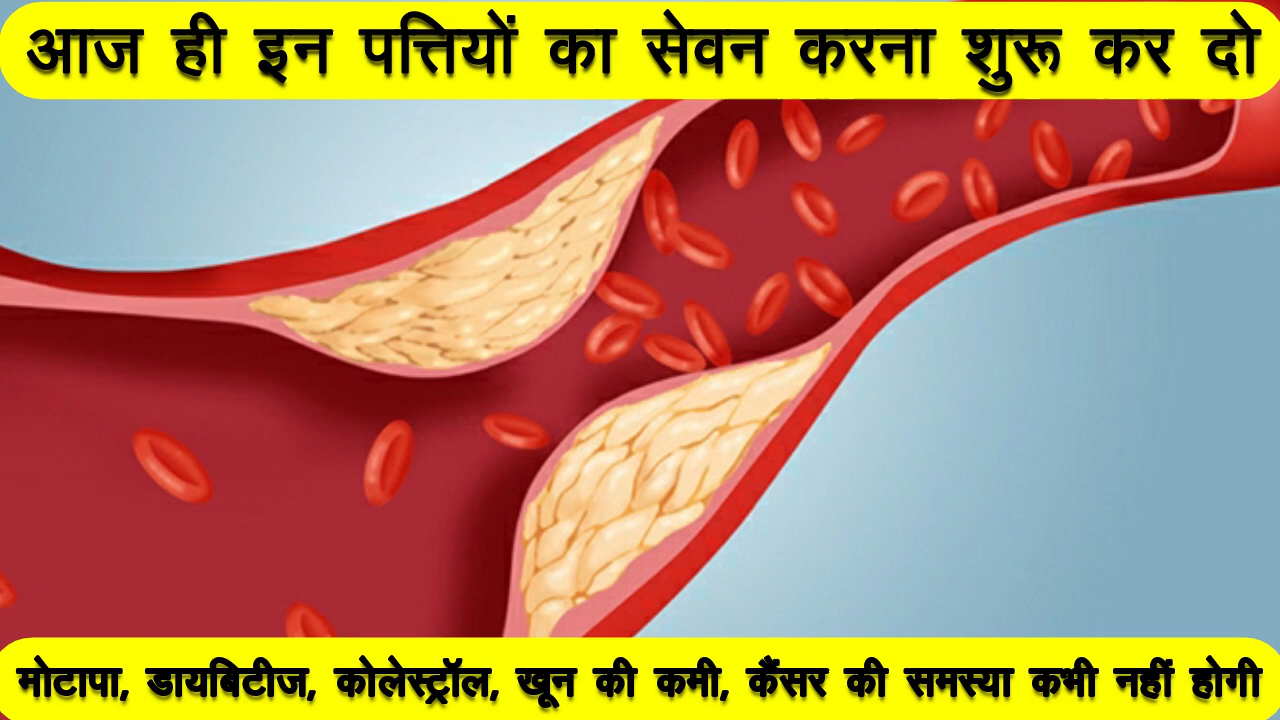 आज ही इन पत्तियों का सेवन करना शुरू कर दो
मोटापा, डायबिटीज, कोलेस्ट्रॉल, खून की कमी, कैंसर की समस्या कभी नहीं होगी